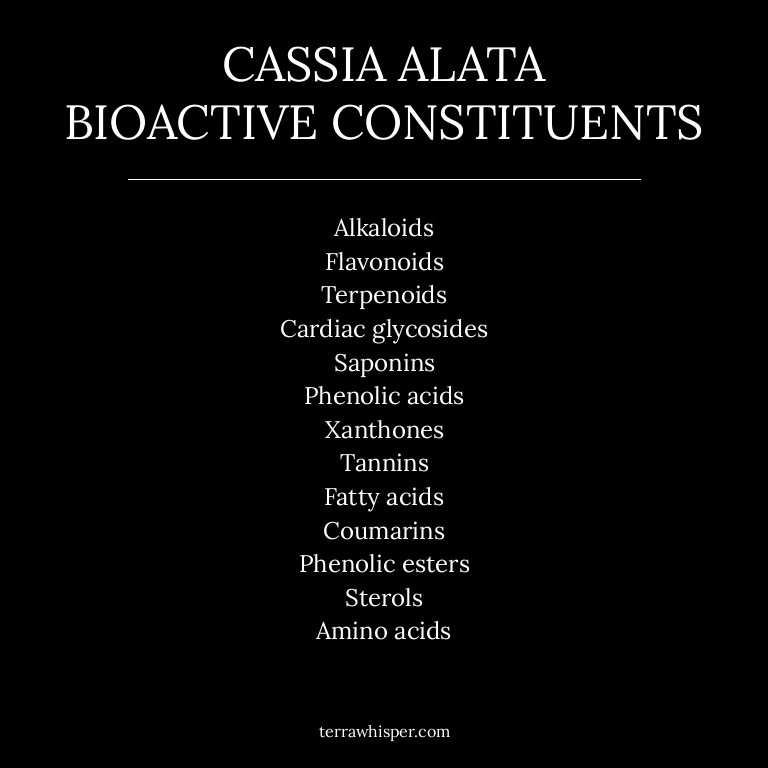 CASSIA ALATA
BIOACTIVE CONSTITUENTS
Alkaloids
Flavonoids
Terpenoids
Cardiac glycosides
Saponins
Phenolic acids
Xanthones
Tannins
Fatty acids
Coumarins
Phenolic esters
Sterols
Amino acids
terrawhisper.com